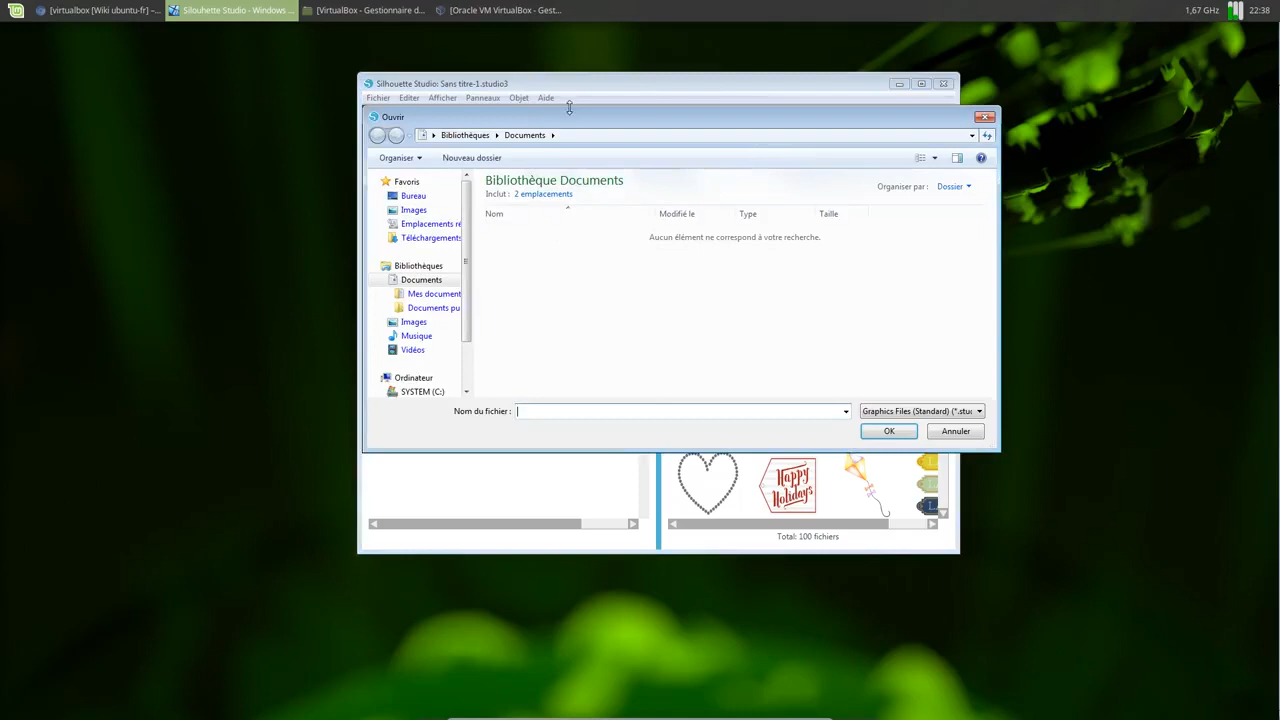 [virtualbox [Wiki ubuntu-fr] –...
Silouhette Studio - Windows ...
[VirtualBox - Gestionnaire d...
[Oracle VM VirtualBox - Gest...
1,67 GHz
22:38
Silhouette Studio: Sans titre-1.studio3
Fichier Editer Afficher Panneaux Objet Aide
Ouvrir
Bibliothèques Documents
Organiser Nouveau dossier
Favoris
Bureau
Images
Emplacements ré
Téléchargements
Bibliothèques
Documents
Mes document
Documents pu
Images
Musique
Vidéos
Ordinateur
SYSTEM (C:)
Bibliothèque Documents
Inclut : 2 emplacements
Organiser par : Dossier
Nom Modifié le Type Taille
Aucun élément ne correspond à votre recherche.
Nom du fichier :
Graphics Files (Standard) (*.stu
OK Annuler
Happy
Holidays
L
L
L
Total: 100 fichiers